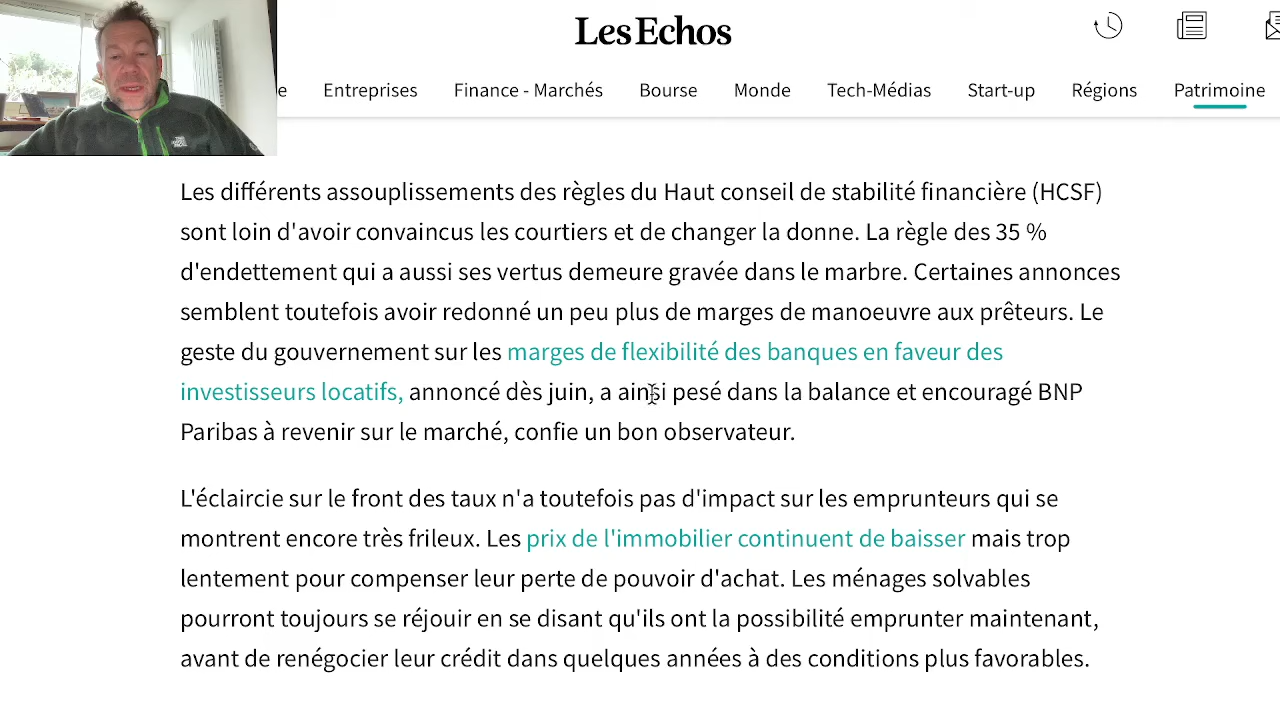 Les Echos
e Entreprises Finance - Marchés Bourse Monde Tech-Médias Start-up Régions Patrimoine
Les différents assouplissements des règles du Haut conseil de stabilité financière (HCSF)
sont loin d'avoir convaincus les courtiers et de changer la donne. La règle des 35 %
d'endettement qui a aussi ses vertus demeure gravée dans le marbre. Certaines annonces
semblent toutefois avoir redonné un peu plus de marges de manoeuvre aux prêteurs. Le
geste du gouvernement sur les marges de flexibilité des banques en faveur des
investisseurs locatifs, annoncé dès juin, a ainsi pesé dans la balance et encouragé BNP
Paribas à revenir sur le marché, confie un bon observateur.
L'éclaircie sur le front des taux n'a toutefois pas d'impact sur les emprunteurs qui se
montrent encore très frileux. Les prix de l'immobilier continuent de baisser mais trop
lentement pour compenser leur perte de pouvoir d'achat. Les ménages solvables
pourront toujours se réjouir en se disant qu'ils ont la possibilité emprunter maintenant,
avant de renégocier leur crédit dans quelques années à des conditions plus favorables.